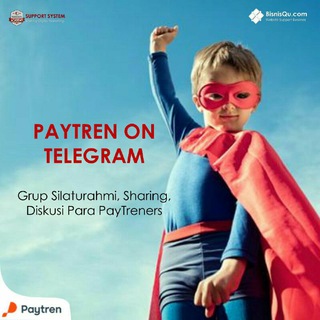 SUPPORT SYSTEM
BisnisQu.com
PAYTREN ON
TELEGRAM
Grup Silaturahmi, Sharing,
Diskusi Para PayTreners
Paytren